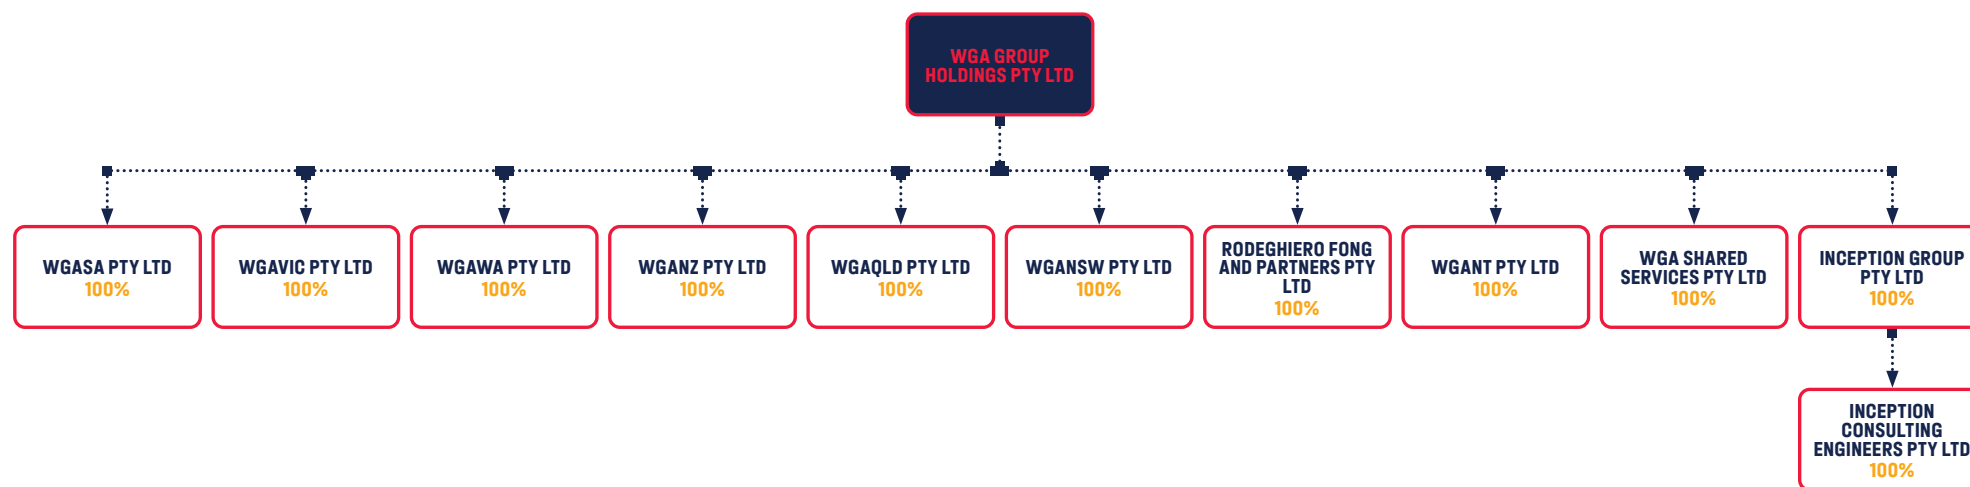 WGA GROUP
HOLDINGS PTY LTD
WGASA PTY LTD
100%
WGAVIC PTY LTD
100%
WGAWA PTY LTD
100%
WGANZ PTY LTD
100%
WGAQLD PTY LTD
100%
WGANSW PTY LTD
100%
RODEGHIERO FONG
AND PARTNERS PTY
LTD
100%
WGANT PTY LTD
100%
WGA SHARED
SERVICES PTY LTD
100%
INCEPTION GROUP
PTY LTD
100%
INCEPTION
CONSULTING
ENGINEERS PTY LTD
100%